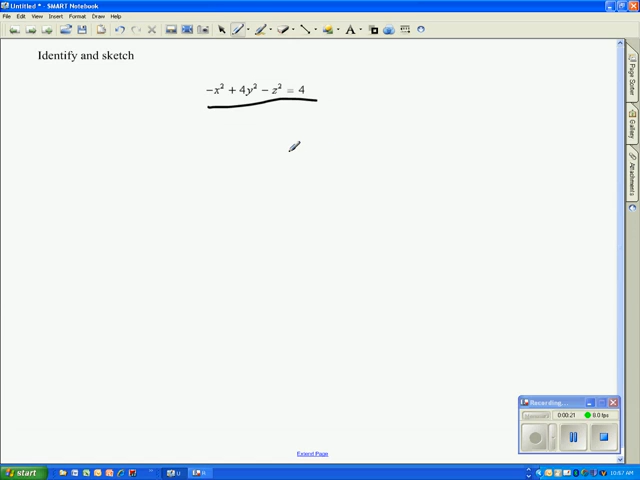 Untitled * - SMART Notebook
File Edit View Insert Format Draw Help
Identify and sketch
−x² + 4y² − z² = 4
Page Sorter
Gallery
Attachments
Recording...
0:00:21
8.0 fps
Extend Page
start
10:57 AM